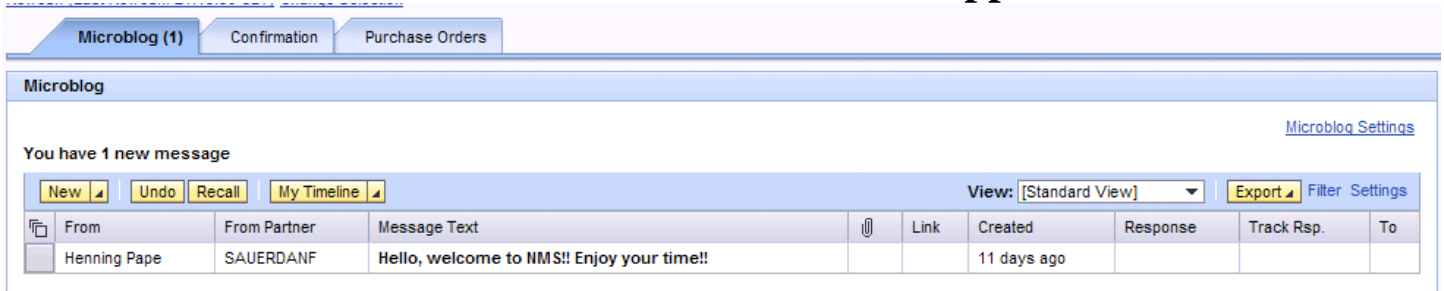 Microblog (1) Confirmation Purchase Orders
Microblog
Microblog Settings
You have 1 new message
New Undo Recall My Timeline View: [Standard View] Export Filter Settings
From From Partner Message Text Link Created Response Track Rsp. To
Henning Pape SAUERDANF Hello, welcome to NMS!! Enjoy your time!! 11 days ago